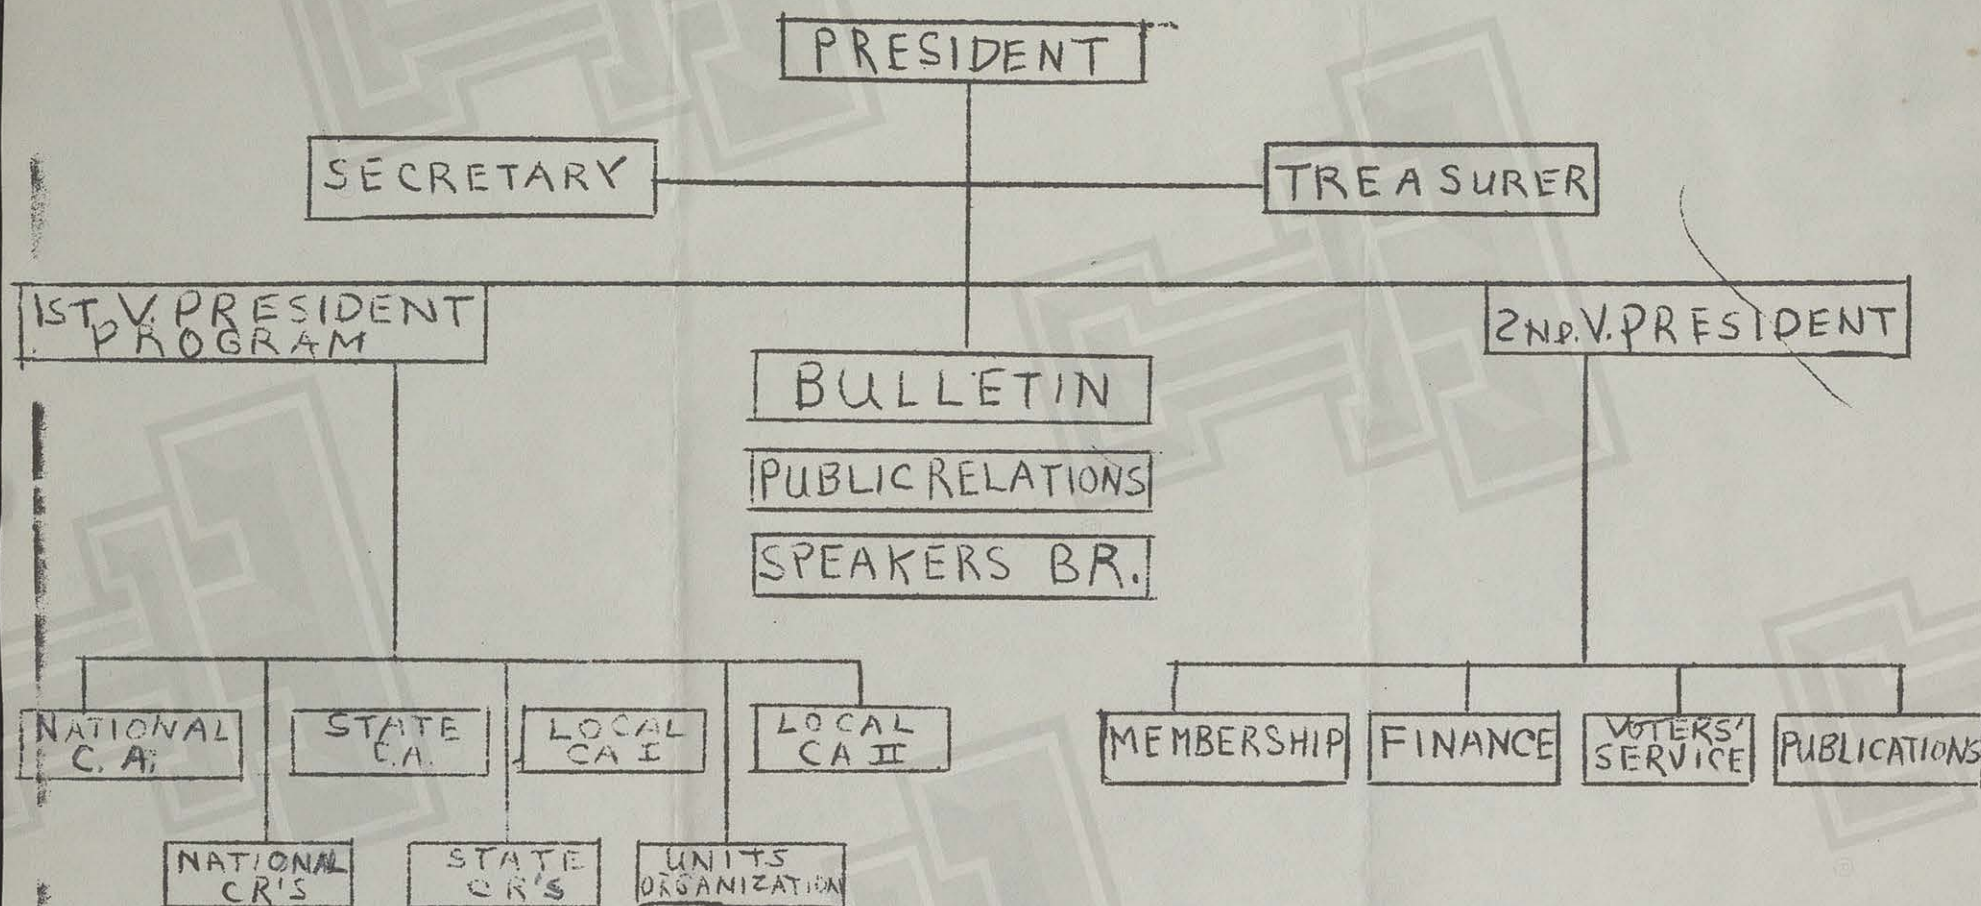 PRESIDENT
SECRETARY
TREASURER
1ST. V. PRESIDENT
PROGRAM
2ND. V. PRESIDENT
BULLETIN
PUBLIC RELATIONS
SPEAKERS BR.
NATIONAL
C. A.
STATE
C.A.
LOCAL
CA I
LOCAL
CA II
MEMBERSHIP
FINANCE
VOTERS'
SERVICE
PUBLICATIONS
NATIONAL
CR'S
STATE
CR'S
UNITS
ORGANIZATION